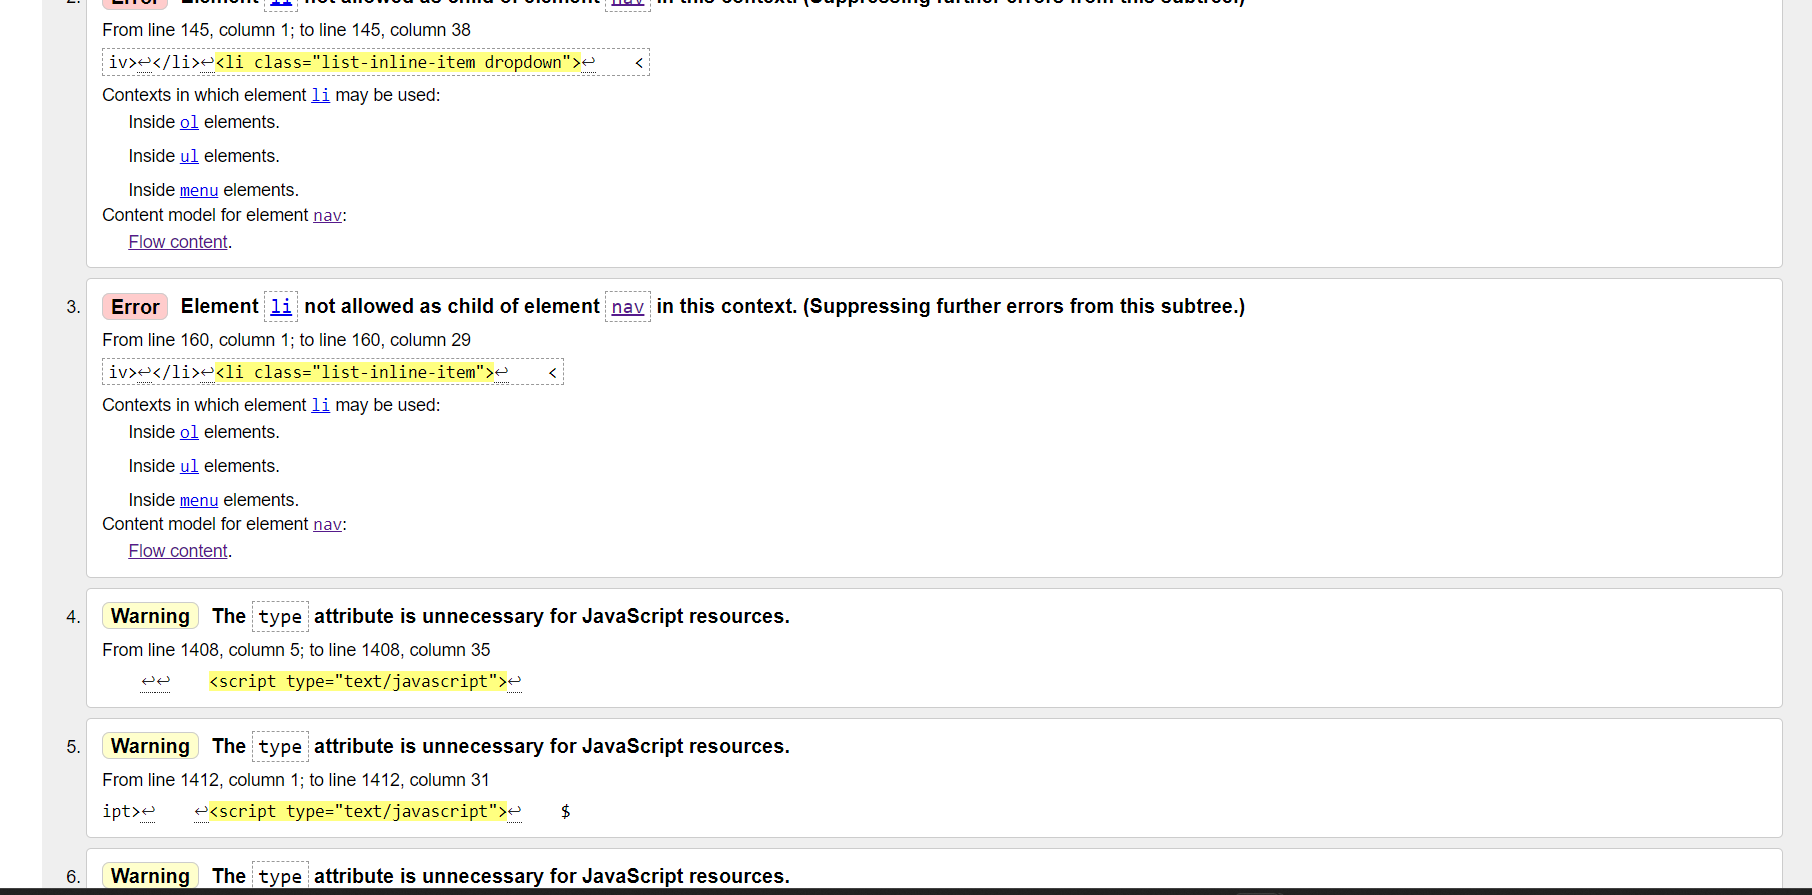 2. Error Element li not allowed as child of element nav in this context. (Suppressing further errors from this subtree.)
From line 145, column 1; to line 145, column 38
iv>↩</li>↩<li class="list-inline-item dropdown">↩    <
Contexts in which element li may be used:
Inside ol elements.
Inside ul elements.
Inside menu elements.
Content model for element nav:
Flow content.
3. Error Element li not allowed as child of element nav in this context. (Suppressing further errors from this subtree.)
From line 160, column 1; to line 160, column 29
iv>↩</li>↩<li class="list-inline-item">↩    <
Contexts in which element li may be used:
Inside ol elements.
Inside ul elements.
Inside menu elements.
Content model for element nav:
Flow content.
4. Warning The type attribute is unnecessary for JavaScript resources.
From line 1408, column 5; to line 1408, column 35
↩↩    <script type="text/javascript">↩
5. Warning The type attribute is unnecessary for JavaScript resources.
From line 1412, column 1; to line 1412, column 31
ipt>↩    ↩<script type="text/javascript">↩    $
6. Warning The type attribute is unnecessary for JavaScript resources.